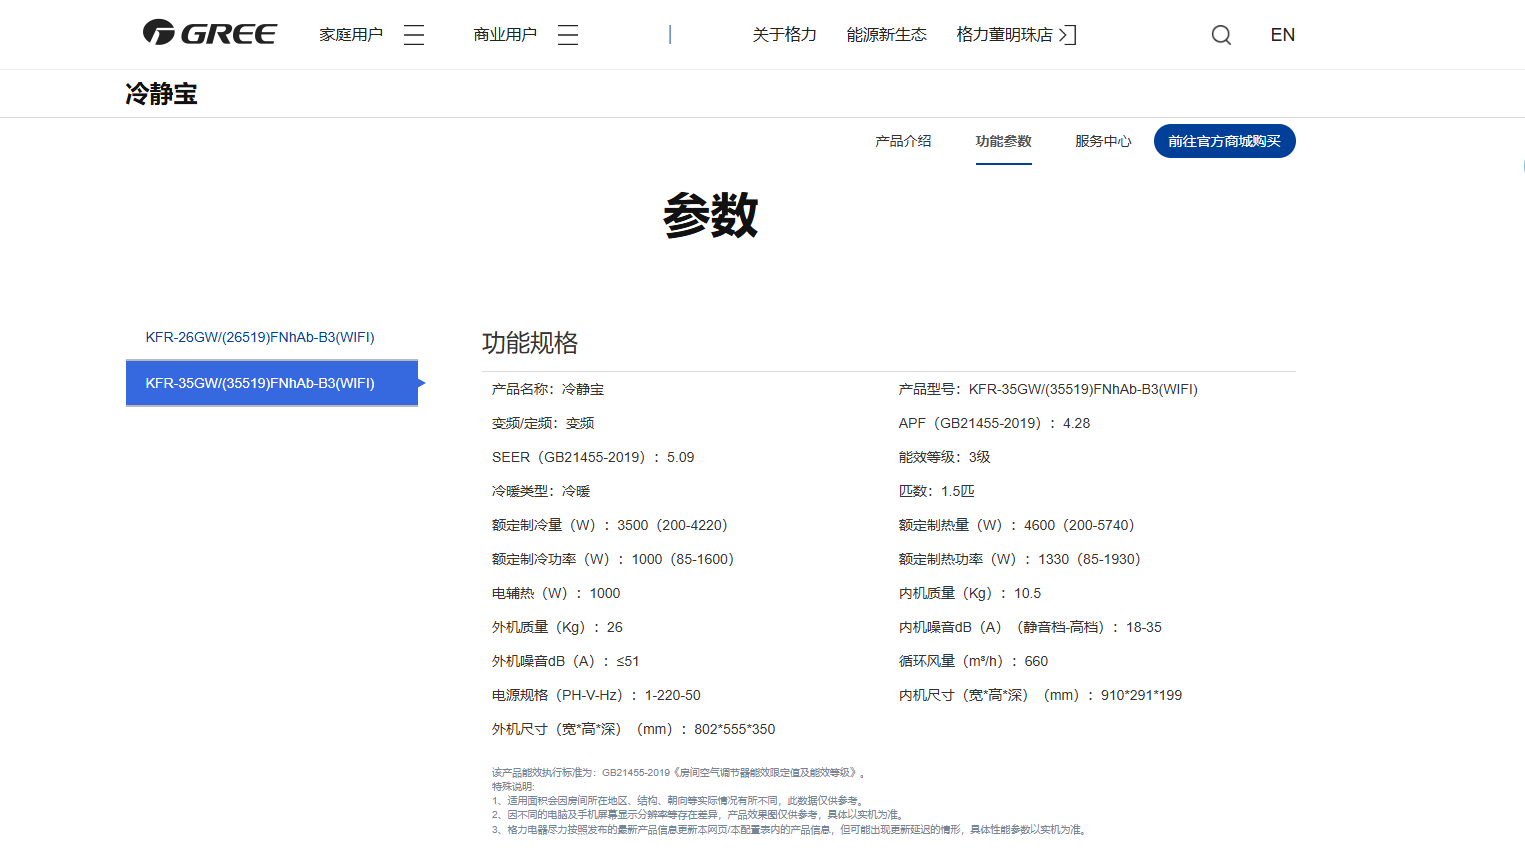 GREE 家庭用户 商业用户 关于格力 能源新生态 格力董明珠店 EN
冷静宝
产品介绍 功能参数 服务中心 前往官方商城购买
参数
KFR-26GW/(26519)FNhAb-B3(WIFI)
KFR-35GW/(35519)FNhAb-B3(WIFI)
功能规格
产品名称：冷静宝 产品型号：KFR-35GW/(35519)FNhAb-B3(WIFI)
变频/定频：变频 APF（GB21455-2019）：4.28
SEER（GB21455-2019）：5.09 能效等级：3级
冷暖类型：冷暖 匹数：1.5匹
额定制冷量（W）：3500（200-4220） 额定制热量（W）：4600（200-5740）
额定制冷功率（W）：1000（85-1600） 额定制热功率（W）：1330（85-1930）
电辅热（W）：1000 内机质量（Kg）：10.5
外机质量（Kg）：26 内机噪音dB（A）（静音档-高档）：18-35
外机噪音dB（A）：≤51 循环风量（m³/h）：660
电源规格（PH-V-Hz）：1-220-50 内机尺寸（宽*高*深）（mm）：910*291*199
外机尺寸（宽*高*深）（mm）：802*555*350
该产品能效执行标准为：GB21455-2019《房间空气调节器能效限定值及能效等级》。
特殊说明:
1、适用面积会因房间所在地区、结构、朝向等实际情况有所不同，此数据仅供参考。
2、因不同的电脑及手机屏幕显示分辨率等存在差异，产品效果图仅供参考，具体以实机为准。
3、格力电器尽力按照发布的最新产品信息更新本网页/本配置表内的产品信息，但可能出现更新延迟的情形，具体性能参数以实机为准。